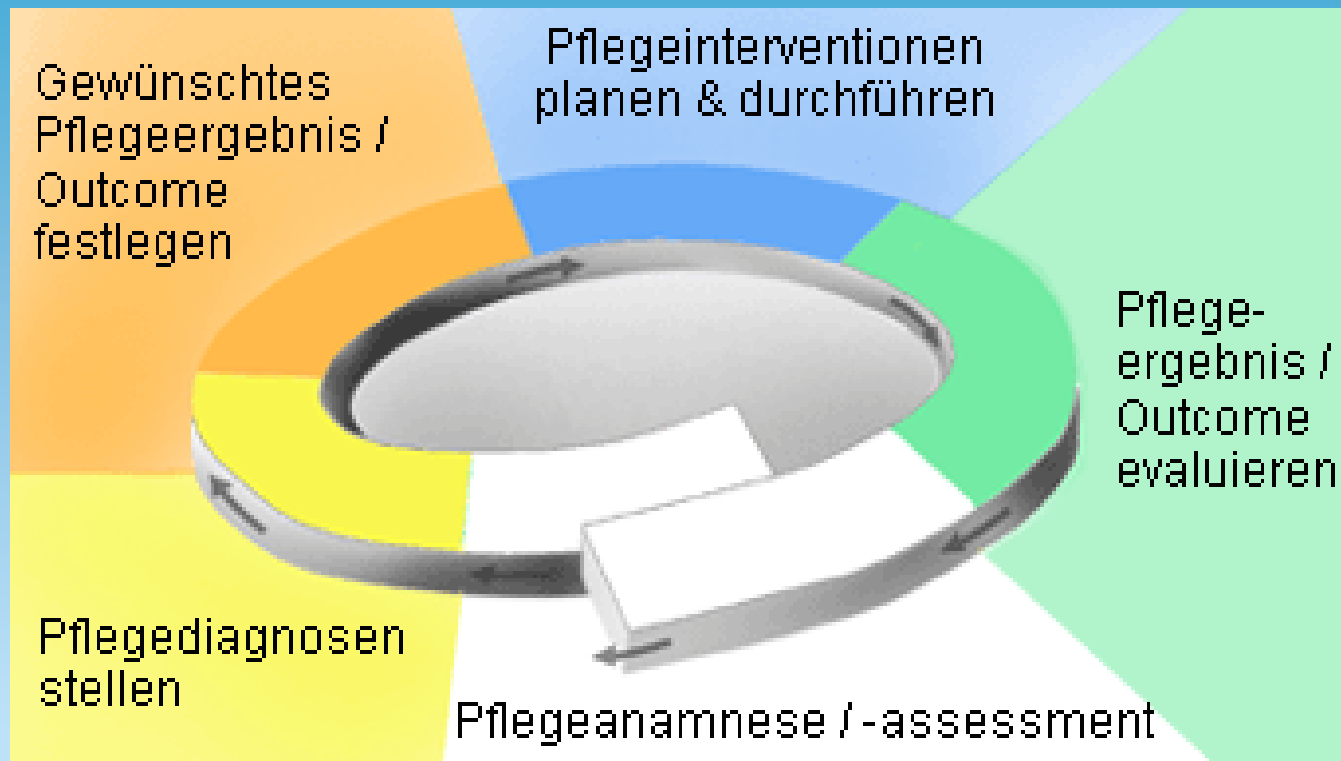 Gewünschtes
Pflegeergebnis /
Outcome
festlegen
Pflegeinterventionen
planen & durchführen
Pflege-
ergebnis /
Outcome
evaluieren
Pflegediagnosen
stellen
Pflegeanamnese / -assessment